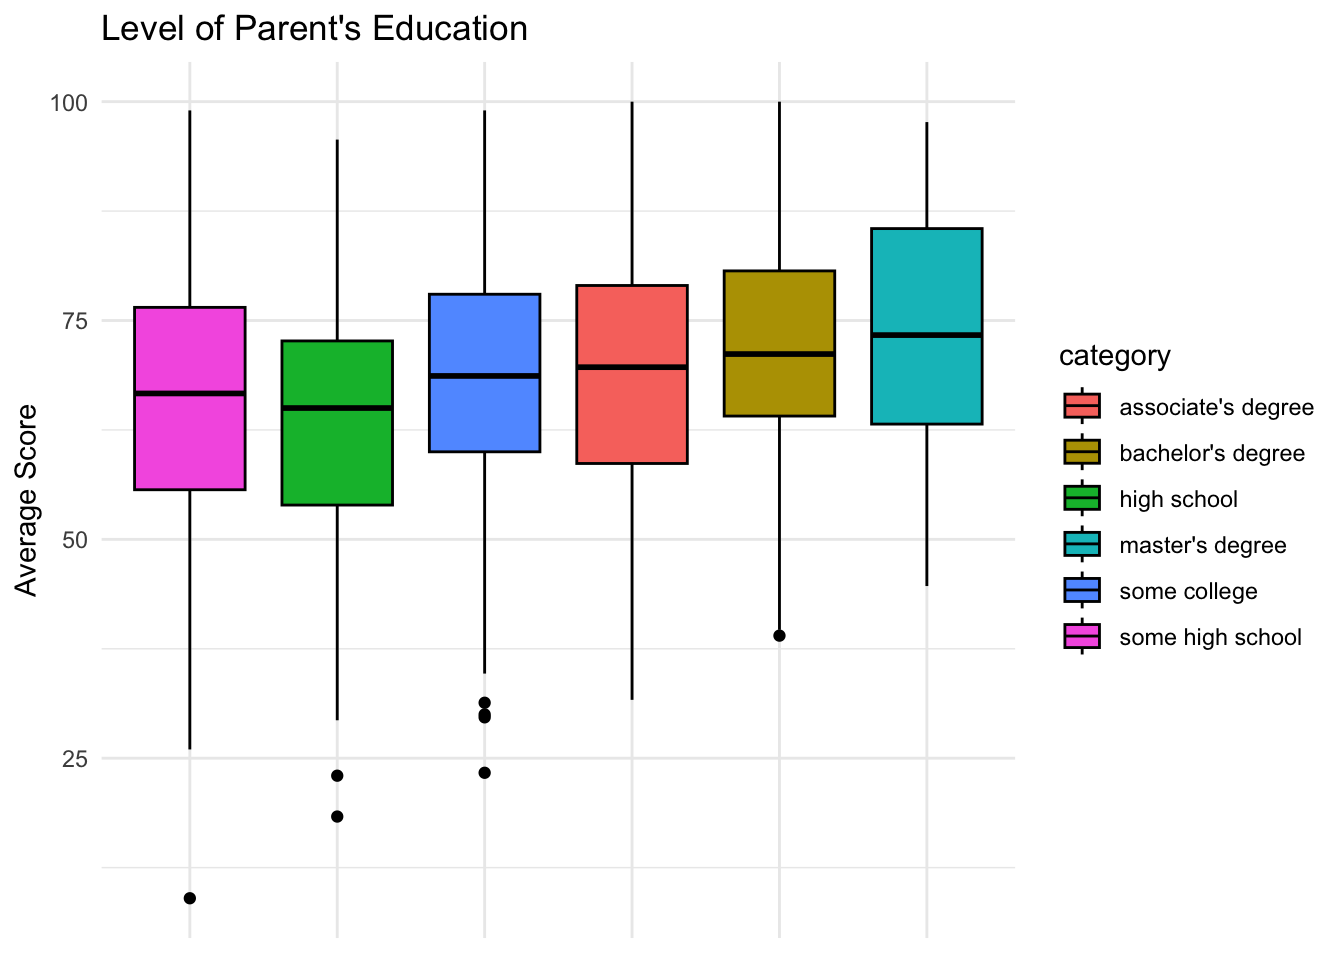 Level of Parent's Education
Average Score
100
75
50
25
category
associate's degree
bachelor's degree
high school
master's degree
some college
some high school